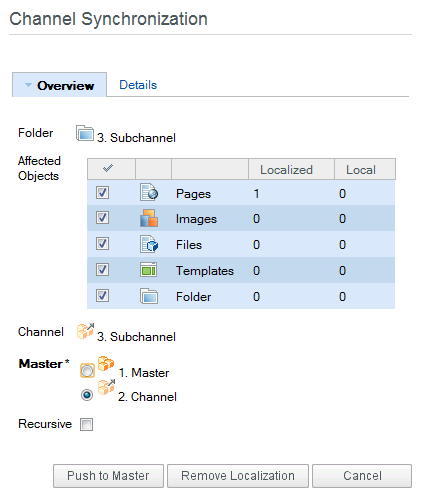 Channel Synchronization
Overview Details
Folder 3. Subchannel
Affected Objects
Localized Local
Pages 1 0
Images 0 0
Files 0 0
Templates 0 0
Folder 0 0
Channel 3. Subchannel
Master* 1. Master
2. Channel
Recursive
Push to Master Remove Localization Cancel